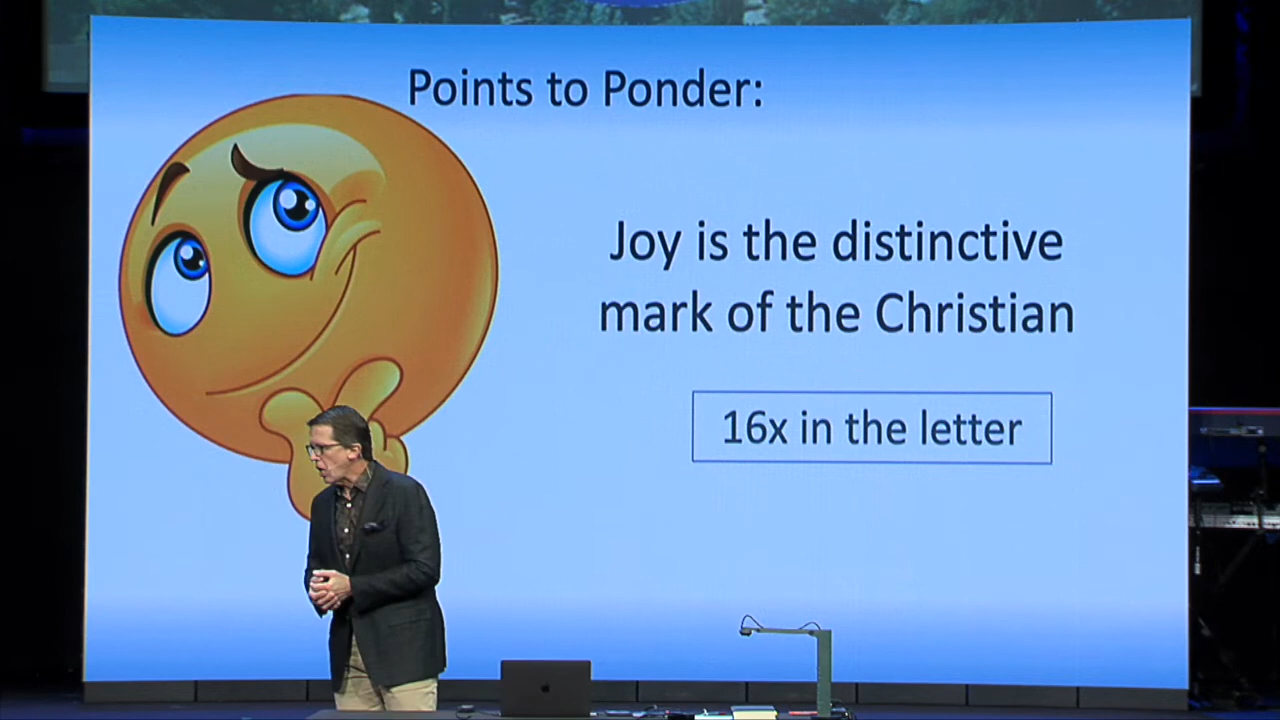 Points to Ponder:
Joy is the distinctive
mark of the Christian
16x in the letter